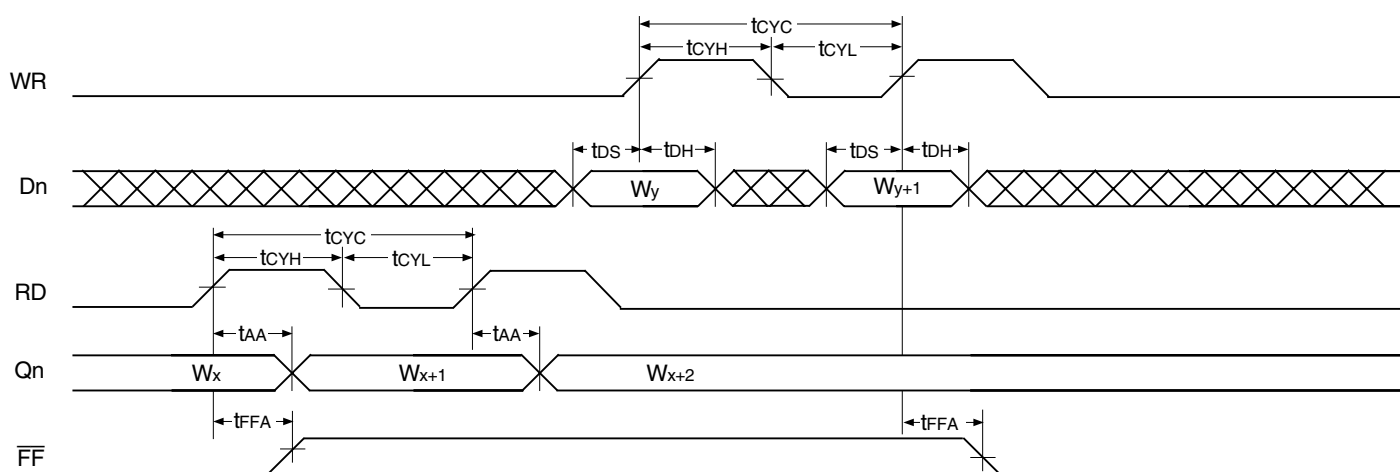 tCYC
tCYH tCYL
WR
tDS tDH tDS tDH
Dn Wy Wy+1
tCYC
tCYH tCYL
RD
tAA tAA
Qn Wx Wx+1 Wx+2
tFFA tFFA
FF